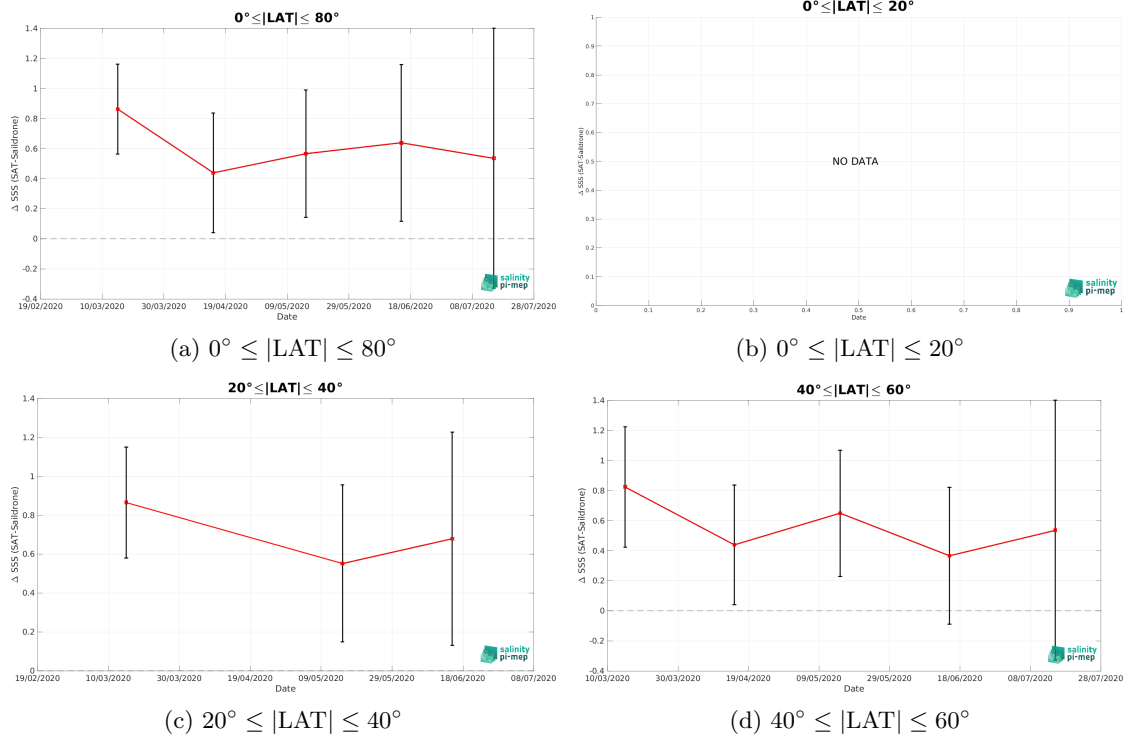 0°≤|LAT|≤ 80°
1.4
1.2
1
0.8
0.6
0.4
0.2
0
-0.2
-0.4
Δ SSS (SAT-Saildrone)
19/02/2020 10/03/2020 30/03/2020 19/04/2020 09/05/2020 29/05/2020 18/06/2020 08/07/2020 28/07/2020
Date
salinity
pi-mep
(a) 0° ≤ |LAT| ≤ 80°
0°≤|LAT|≤ 20°
1
0.9
0.8
0.7
0.6
0.5
0.4
0.3
0.2
0.1
0
Δ SSS (SAT-Saildrone)
NO DATA
0 0.1 0.2 0.3 0.4 0.5 0.6 0.7 0.8 0.9 1
Date
salinity
pi-mep
(b) 0° ≤ |LAT| ≤ 20°
20°≤|LAT|≤ 40°
1.4
1.2
1
0.8
0.6
0.4
0.2
0
Δ SSS (SAT-Saildrone)
19/02/2020 10/03/2020 30/03/2020 19/04/2020 09/05/2020 29/05/2020 18/06/2020 08/07/2020
Date
salinity
pi-mep
(c) 20° ≤ |LAT| ≤ 40°
40°≤|LAT|≤ 60°
1.4
1.2
1
0.8
0.6
0.4
0.2
0
-0.2
-0.4
Δ SSS (SAT-Saildrone)
10/03/2020 30/03/2020 19/04/2020 09/05/2020 29/05/2020 18/06/2020 08/07/2020 28/07/2020
Date
salinity
pi-mep
(d) 40° ≤ |LAT| ≤ 60°